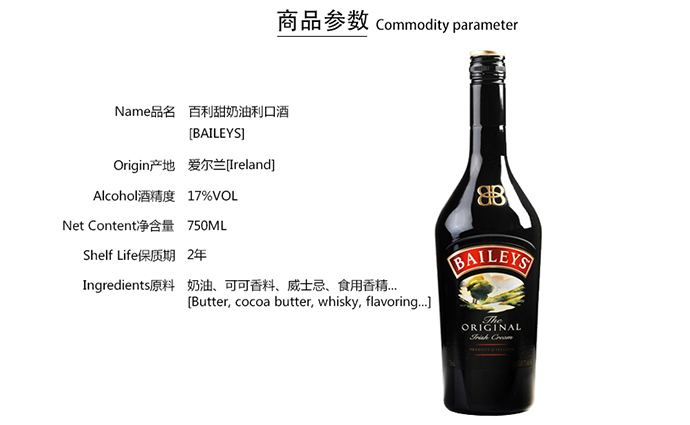 商品参数 Commodity parameter
Name品名 百利甜奶油利口酒
[BAILEYS]
Origin产地 爱尔兰[Ireland]
Alcohol酒精度 17%VOL
Net Content净含量 750ML
Shelf Life保质期 2年
Ingredients原料 奶油、可可香料、威士忌、食用香精...
[Butter, cocoa butter, whisky, flavoring...]
BAILEYS
The
ORIGINAL
Irish Cream